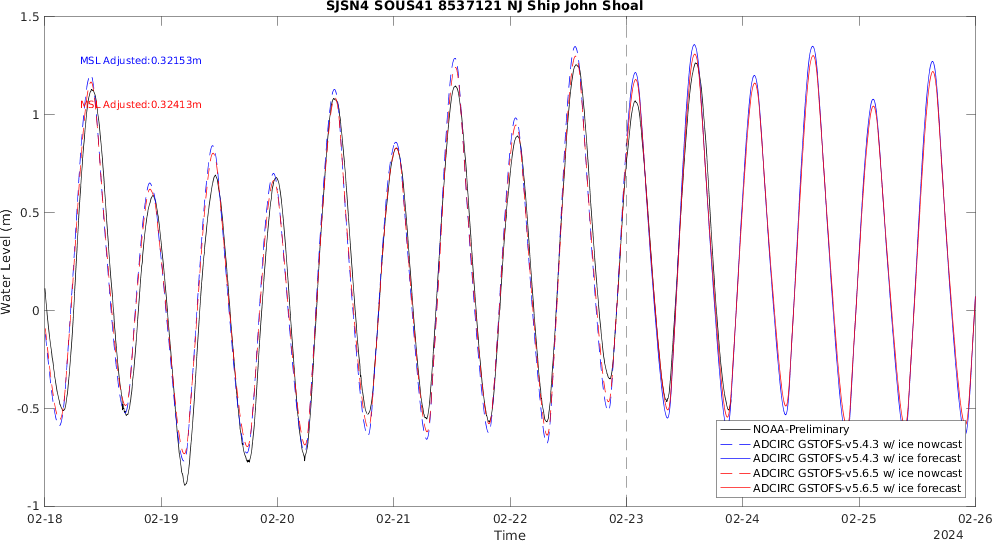 SJSN4 SOUS41 8537121 NJ Ship John Shoal
1.5
MSL Adjusted:0.32153m
MSL Adjusted:0.32413m
1
0.5
0
-0.5
-1
Water Level (m)
NOAA-Preliminary
ADCIRC GSTOFS-v5.4.3 w/ ice nowcast
ADCIRC GSTOFS-v5.4.3 w/ ice forecast
ADCIRC GSTOFS-v5.6.5 w/ ice nowcast
ADCIRC GSTOFS-v5.6.5 w/ ice forecast
02-18 02-19 02-20 02-21 02-22 02-23 02-24 02-25 02-26
Time
2024